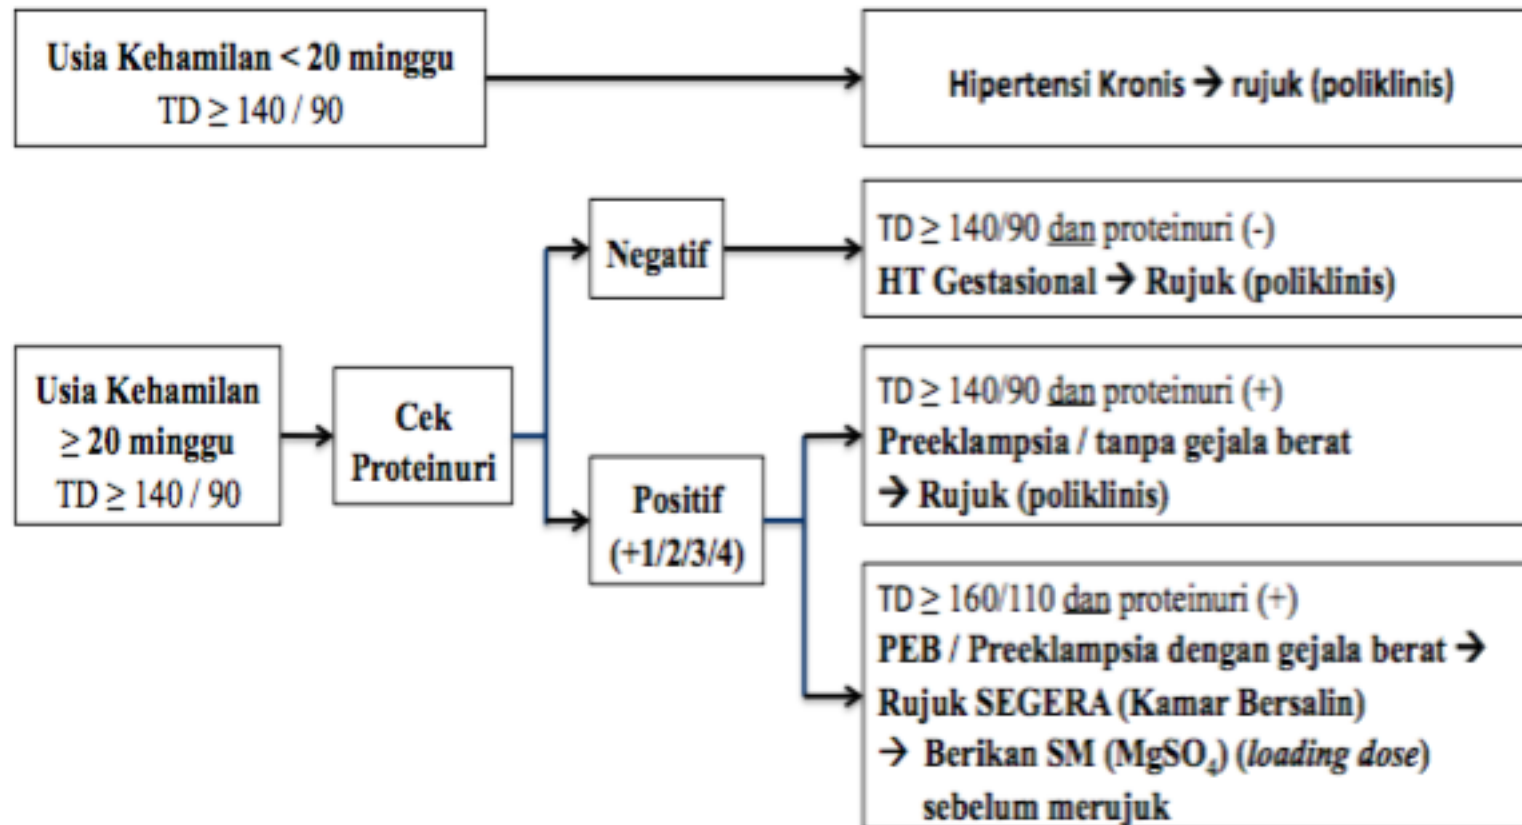 Usia Kehamilan < 20 minggu
TD ≥ 140 / 90
Hipertensi Kronis → rujuk (poliklinis)
Negatif
TD ≥ 140/90 dan proteinuri (-)
HT Gestasional → Rujuk (poliklinis)
Usia Kehamilan
≥ 20 minggu
TD ≥ 140 / 90
Cek
Proteinuri
Positif
(+1/2/3/4)
TD ≥ 140/90 dan proteinuri (+)
Preeklampsia / tanpa gejala berat
→ Rujuk (poliklinis)
TD ≥ 160/110 dan proteinuri (+)
PEB / Preeklampsia dengan gejala berat →
Rujuk SEGERA (Kamar Bersalin)
→ Berikan SM (MgSO₄) (loading dose)
sebelum merujuk